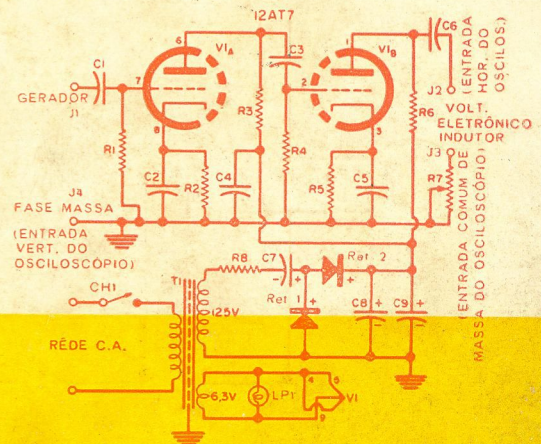 12AT7
C1
6
V1A
7
8
GERADOR
J1
R1
C2
R2
C4
R3
C3
1
V1B
2
3
R4
R5
C5
C6
(ENTRADA
HOR. DO
OSCILOS.)
J2
R6
VOLT.
ELETRÔNICO
INDUTOR
J3
R7
(ENTRADA COMUM DE
MASSA DO OSCILOSCÓPIO)
J4
FASE MASSA
(ENTRADA
VERT. DO
OSCILOSCÓPIO)
CH1
RÊDE C.A.
T1
125V
R8
C7
- +
Ret. 2
+
Ret. 1
+
C8 +
C9 +
6,3V
LP1
4
5
9
V1